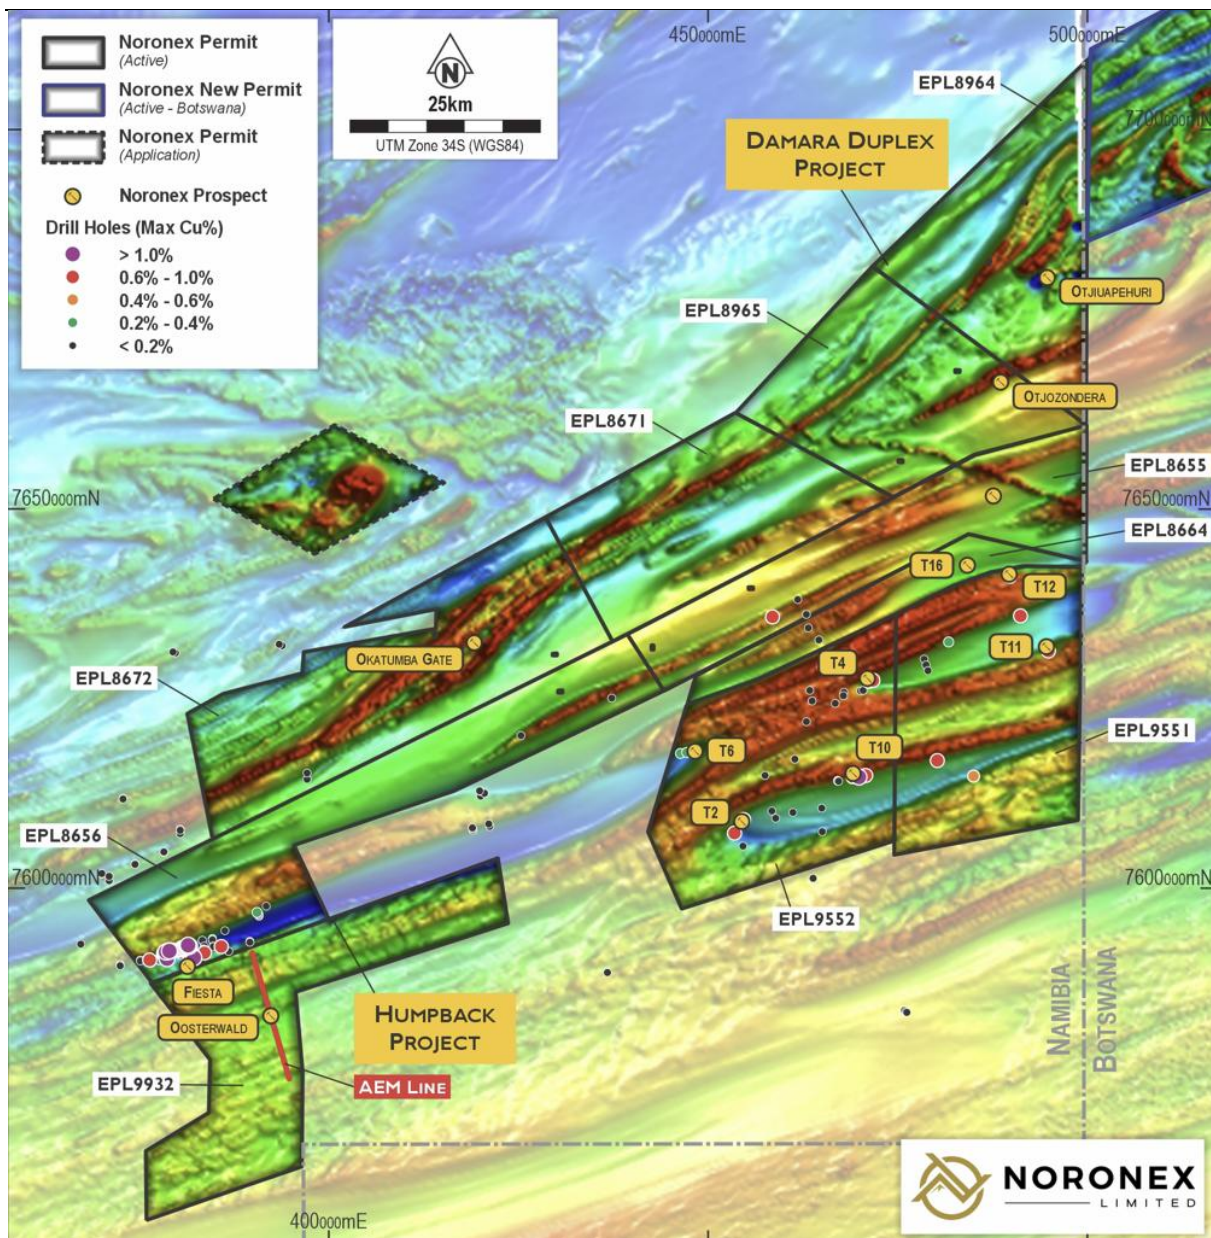 Noronex Permit
(Active)
Noronex New Permit
(Active - Botswana)
Noronex Permit
(Application)
Noronex Prospect
Drill Holes (Max Cu%)
> 1.0%
0.6% - 1.0%
0.4% - 0.6%
0.2% - 0.4%
< 0.2%
N
25km
UTM Zone 34S (WGS84)
450000mE
500000mE
EPL8964
7700000mN
DAMARA DUPLEX
PROJECT
OTJIUAPEHURI
EPL8965
OTJOZONDERA
EPL8671
EPL8655
7650000mN
7650000mN
EPL8664
T16
T12
OKATUMBA GATE
T11
T4
EPL8672
EPL9551
T6
T10
T2
EPL8656
7600000mN
7600000mN
EPL9552
FIESTA
OOSTERWALD
HUMPBACK
PROJECT
NAMIBIA
BOTSWANA
EPL9932
AEM LINE
400000mE
NORONEX
LIMITED